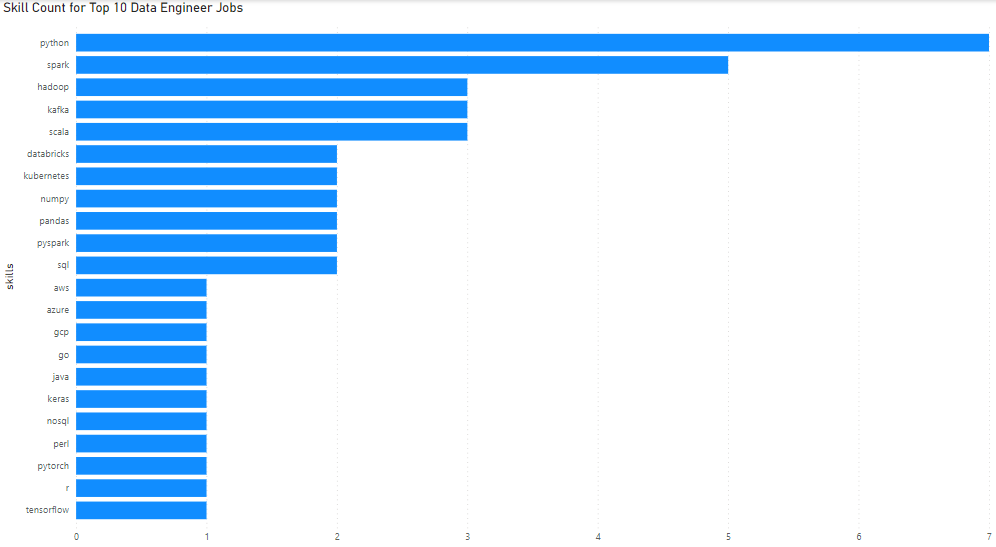 Skill Count for Top 10 Data Engineer Jobs
skills
python
spark
hadoop
kafka
scala
databricks
kubernetes
numpy
pandas
pyspark
sql
aws
azure
gcp
go
java
keras
nosql
perl
pytorch
r
tensorflow
0 1 2 3 4 5 6 7